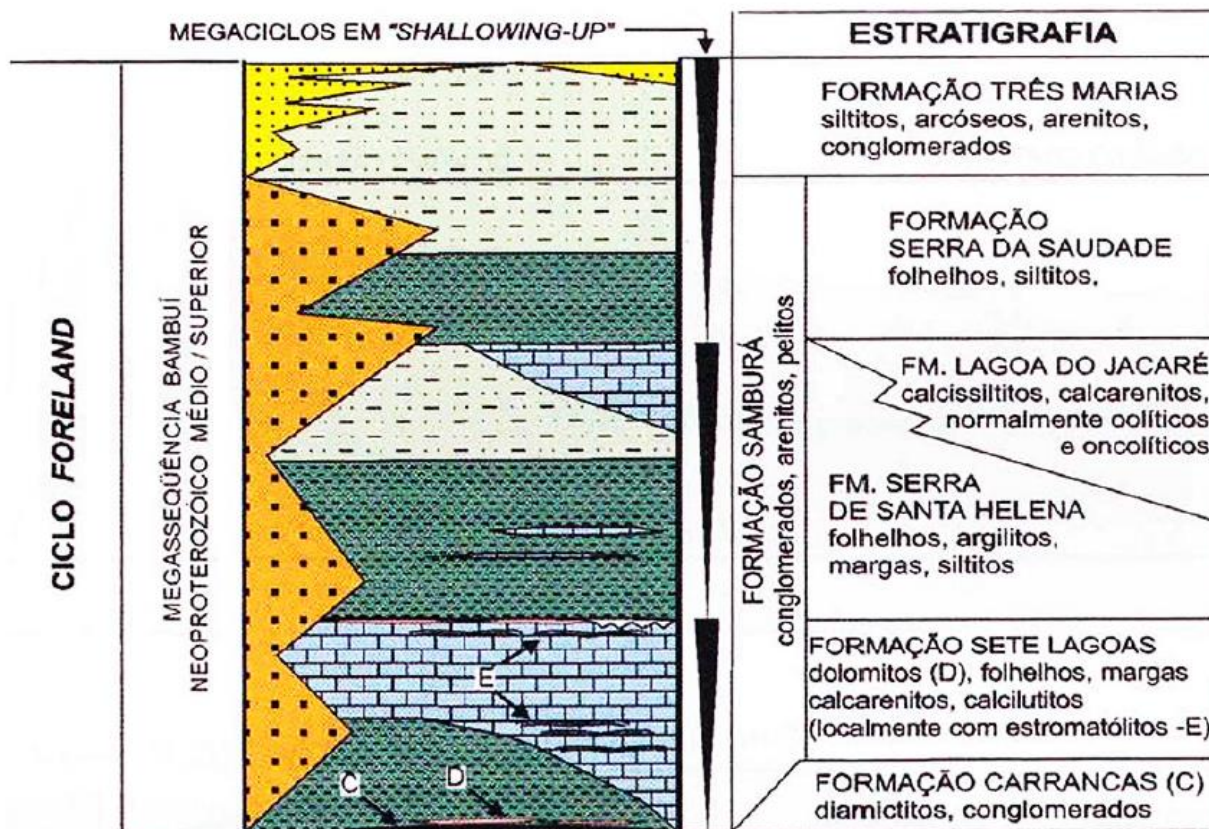 MEGACICLOS EM "SHALLOWING-UP"
ESTRATIGRAFIA
CICLO FORELAND
MEGASSEQÜÊNCIA BAMBUÍ
NEOPROTEROZÓICO MÉDIO / SUPERIOR
E
C
D
FORMAÇÃO SAMBURÁ
conglomerados, arenitos, pelitos
FORMAÇÃO TRÊS MARIAS
siltitos, arcóseos, arenitos,
conglomerados
FORMAÇÃO
SERRA DA SAUDADE
folhelhos, siltitos,
FM. LAGOA DO JACARÉ
calcissiltitos, calcarenitos,
normalmente oolíticos
e oncolíticos
FM. SERRA
DE SANTA HELENA
folhelhos, argilitos,
margas, siltitos
FORMAÇÃO SETE LAGOAS
dolomitos (D), folhelhos, margas
calcarenitos, calcilutitos
(localmente com estromatólitos -E)
FORMAÇÃO CARRANCAS (C)
diamictitos, conglomerados